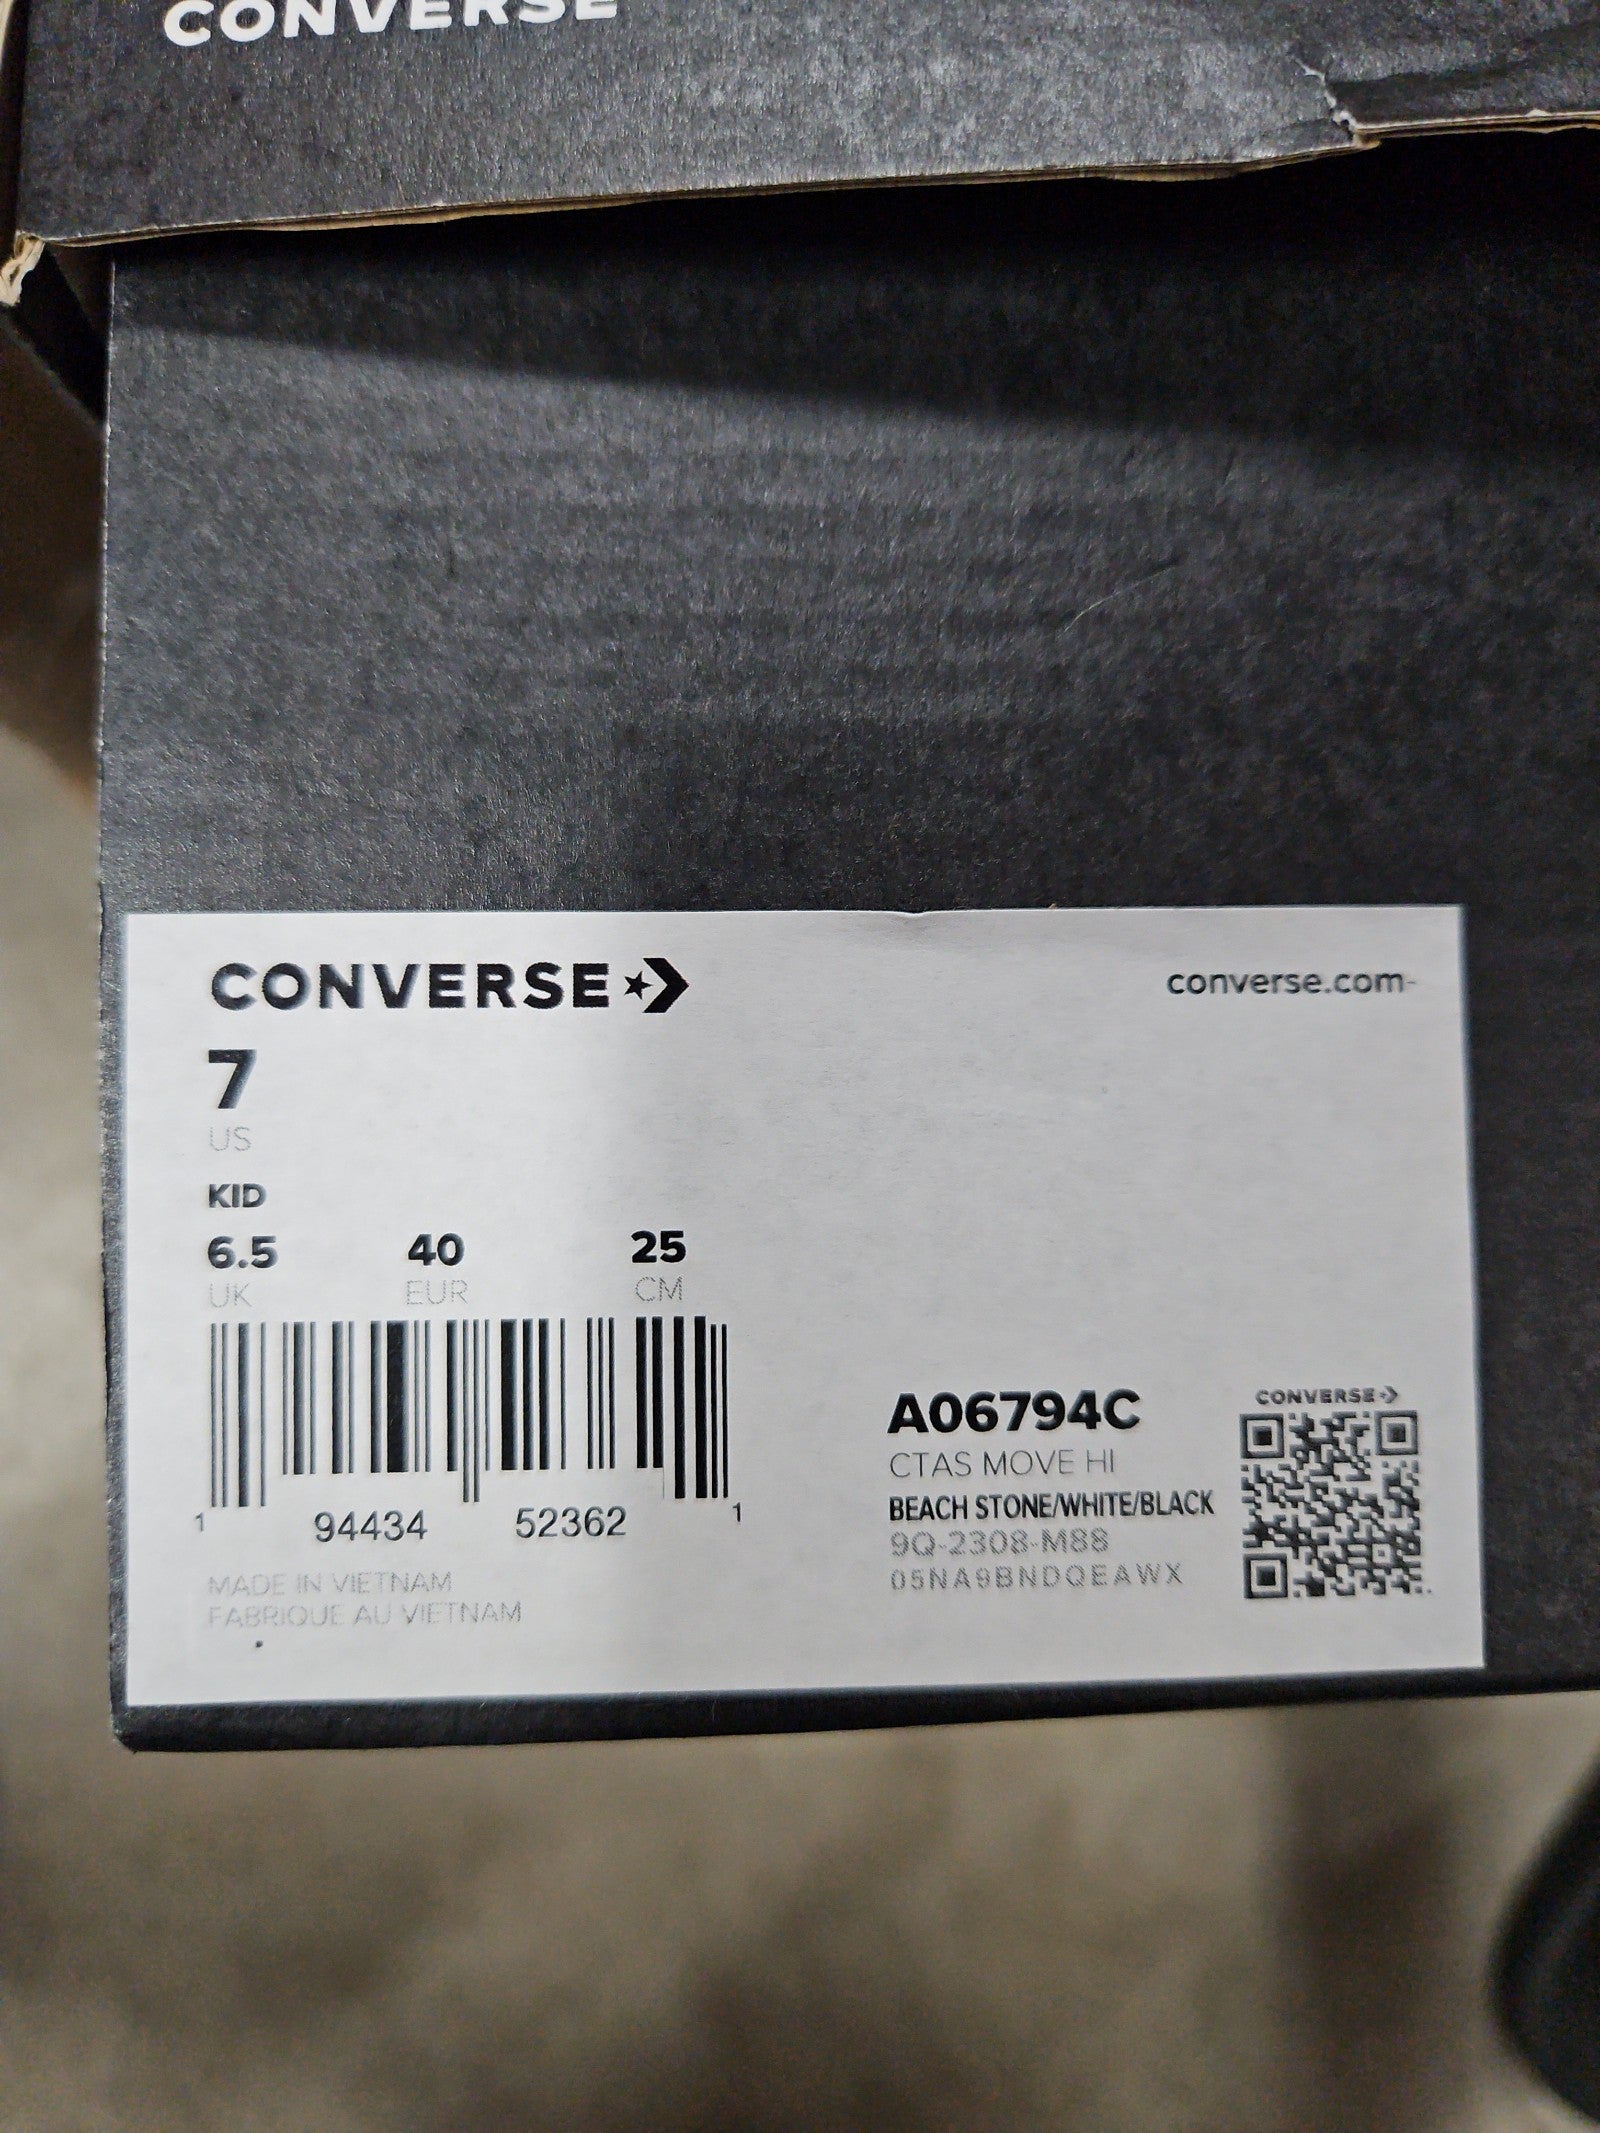 CONVERSE
CONVERSE
converse.com
7
US
KID
6.5 40 25
UK EUR CM
1 94434 52362 1
MADE IN VIETNAM
FABRIQUE AU VIETNAM
A06794C
CTAS MOVE HI
BEACH STONE/WHITE/BLACK
9Q-2308-M88
05NA9BNDQEAWX
CONVERSE